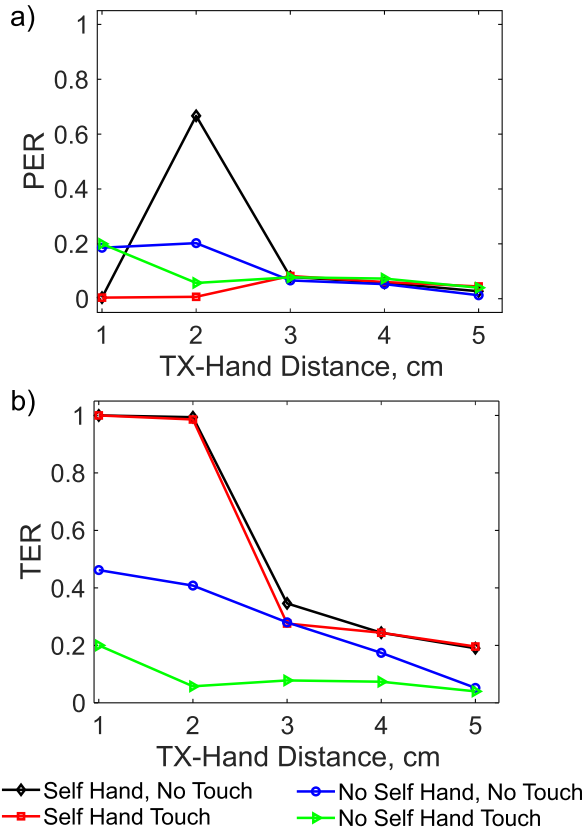 a)
1
0.8
0.6
0.4
0.2
0
PER
1 2 3 4 5
TX-Hand Distance, cm
b)
1
0.8
0.6
0.4
0.2
0
TER
1 2 3 4 5
TX-Hand Distance, cm
Self Hand, No Touch
No Self Hand, No Touch
Self Hand Touch
No Self Hand Touch